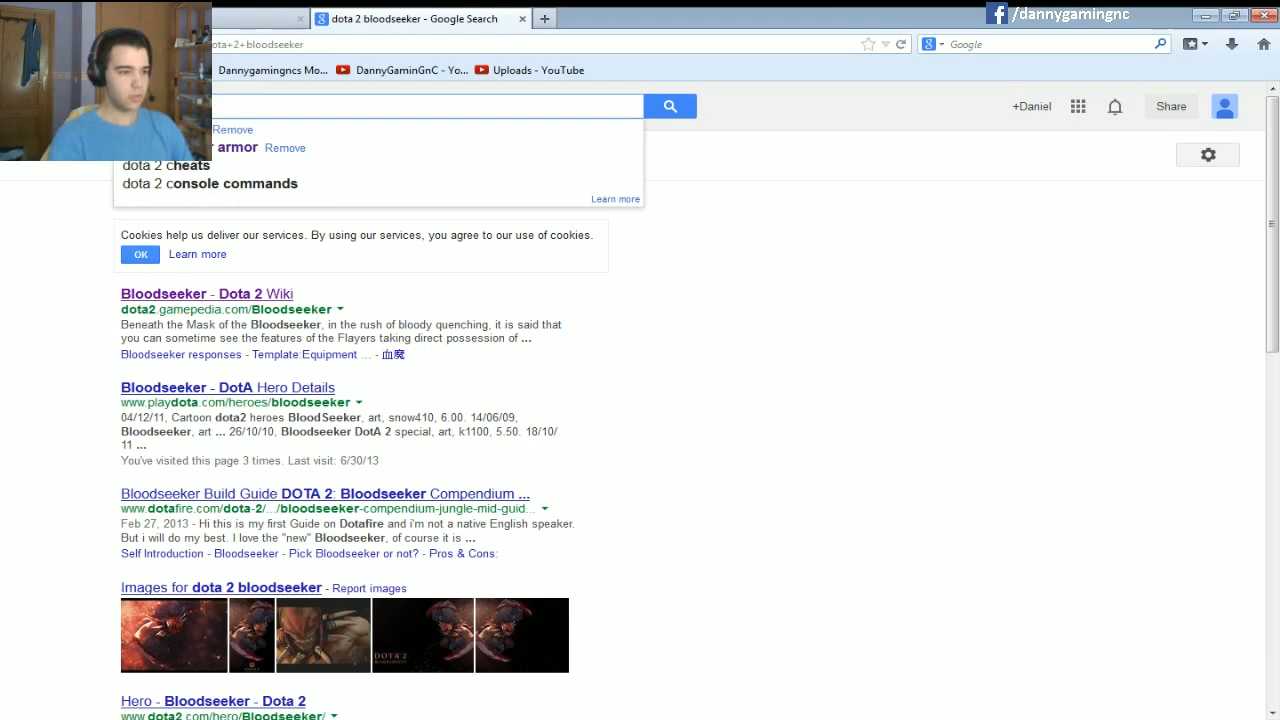 dota 2 bloodseeker - Google Search
/dannygamingnc
ota+2+bloodseeker
Google
Dannygamingncs Mo...
DannyGaminGnC - Yo...
Uploads - YouTube
+Daniel
Share
Remove
armor Remove
dota 2 cheats
dota 2 console commands
Learn more
Cookies help us deliver our services. By using our services, you agree to our use of cookies.
OK Learn more
Bloodseeker - Dota 2 Wiki
dota2.gamepedia.com/Bloodseeker
Beneath the Mask of the Bloodseeker, in the rush of bloody quenching, it is said that
you can sometime see the features of the Flayers taking direct possession of ...
Bloodseeker responses - Template:Equipment ... - 血魔
Bloodseeker - DotA Hero Details
www.playdota.com/heroes/bloodseeker
04/12/11, Cartoon dota2 heroes BloodSeeker, art, snow410, 6.00. 14/06/09,
Bloodseeker, art ... 26/10/10, Bloodseeker DotA 2 special, art, k1100, 5.50. 18/10/
11 ...
You've visited this page 3 times. Last visit: 6/30/13
Bloodseeker Build Guide DOTA 2: Bloodseeker Compendium ...
www.dotafire.com/dota-2/.../bloodseeker-compendium-jungle-mid-guid...
Feb 27, 2013 - Hi this is my first Guide on Dotafire and i'm not a native English speaker.
But i will do my best. I love the "new" Bloodseeker, of course it is ...
Self Introduction - Bloodseeker - Pick Bloodseeker or not? - Pros & Cons:
Images for dota 2 bloodseeker - Report images
DOTA 2
Hero - Bloodseeker - Dota 2
www.dota2.com/hero/Bloodseeker/